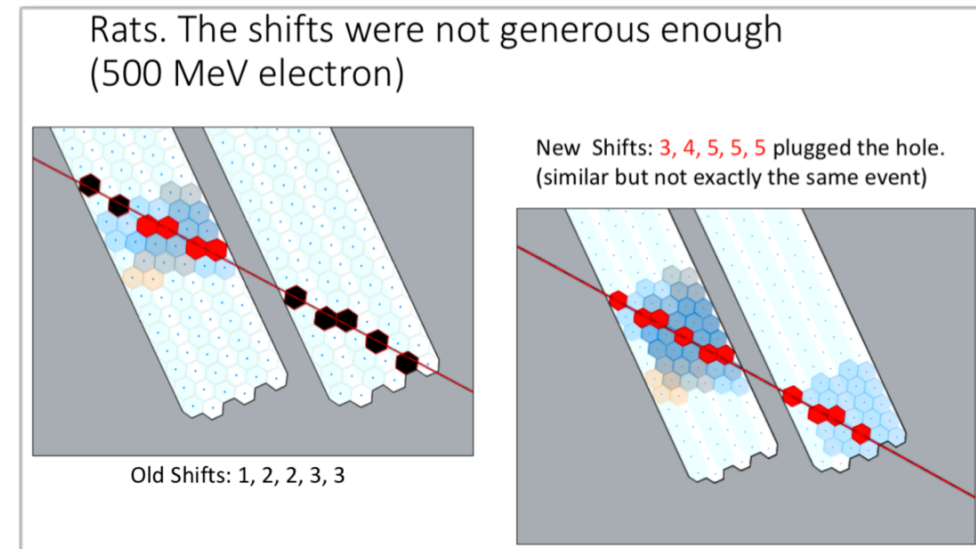 Rats. The shifts were not generous enough
(500 MeV electron)
New Shifts: 3, 4, 5, 5, 5 plugged the hole.
(similar but not exactly the same event)
Old Shifts: 1, 2, 2, 3, 3